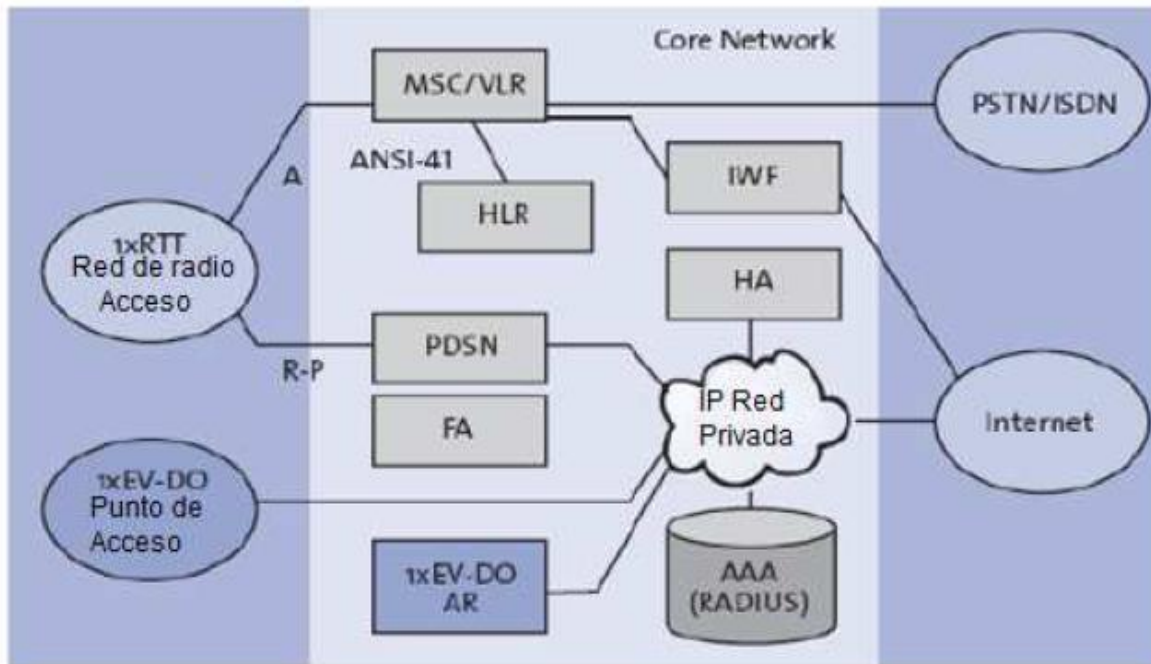 Core Network
MSC/VLR
PSTN/ISDN
ANSI-41
A
IWF
HLR
1xRTT
Red de radio
Acceso
HA
PDSN
R-P
IP Red
Privada
FA
Internet
1xEV-DO
Punto de
Acceso
1xEV-DO
AR
AAA
(RADIUS)